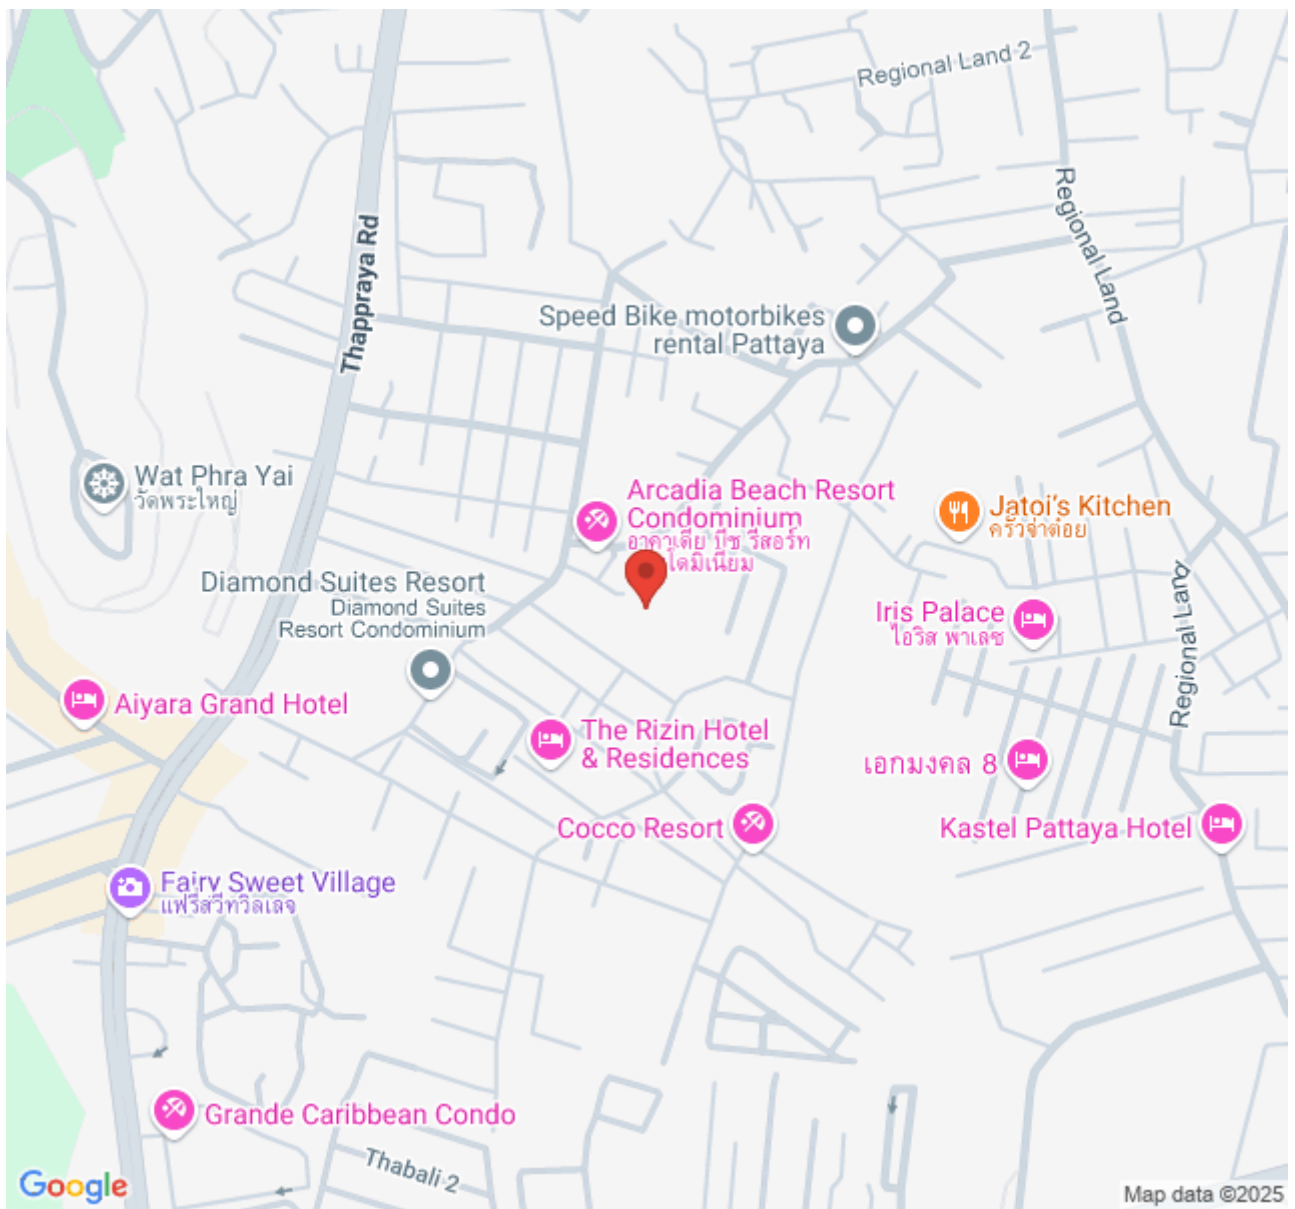 Regional Land 2
Regional Land
Thappraya Rd
Speed Bike motorbikes
rental Pattaya
Wat Phra Yai
วัดพระใหญ่
Arcadia Beach Resort
Condominium
อาคาเดีย บีช รีสอร์ท
โดมิเนียม
Jatoi's Kitchen
ครัวจ่าต๋อย
Diamond Suites Resort
Diamond Suites
Resort Condominium
Iris Palace
ไอริส พาเลซ
Regional Land
Aiyara Grand Hotel
The Rizin Hotel
& Residences
เอกมงคล 8
Cocco Resort
Kastel Pattaya Hotel
Fairy Sweet Village
แฟรี่สวีทวิลเลจ
Grande Caribbean Condo
Thabali 2
Google
Map data ©2025